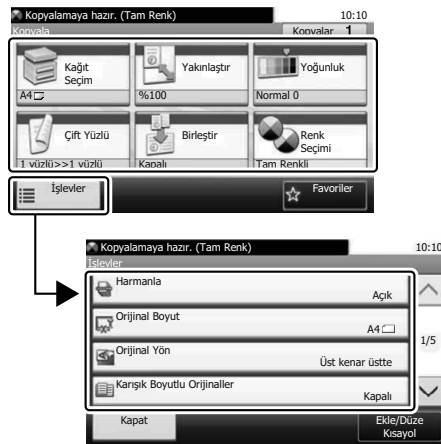 Kopyalamaya hazır. (Tam Renk) 10:10
Kopyala Kopyalar 1
Kağıt Seçim
A4
Yakınlaştır
%100
Yoğunluk
Normal 0
Çift Yüzlü
1 yüzlü>>1 yüzlü
Birleştir
Kapalı
Renk Seçimi
Tam Renkli
İşlevler
Favoriler
Kopyalamaya hazır. (Tam Renk) 10:10
İşlevler
Harmanla
Açık
Orijinal Boyut
A4
Orijinal Yön
Üst kenar üstte
Karışık Boyutlu Orijinaller
Kapalı
1/5
Kapat
Ekle/Düze
Kısayol